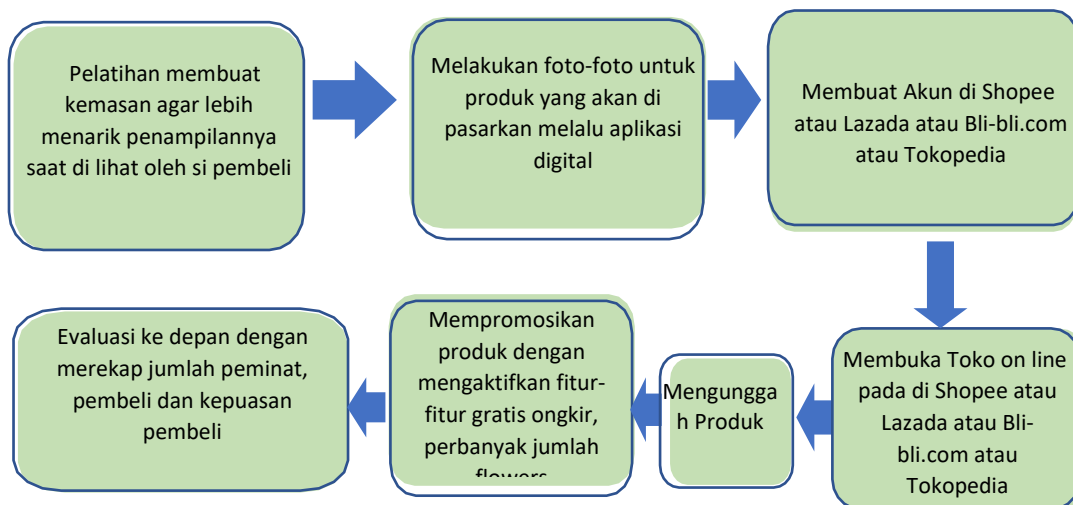 Pelatihan membuat
kemasan agar lebih
menarik penampilannya
saat di lihat oleh si pembeli
Melakukan foto-foto untuk
produk yang akan di
pasarkan melalu aplikasi
digital
Membuat Akun di Shopee
atau Lazada atau Bli-bli.com
atau Tokopedia
Membuka Toko on line
pada di Shopee atau
Lazada atau Bli-
bli.com atau
Tokopedia
Mengungga
h Produk
Mempromosikan
produk dengan
mengaktifkan fitur-
fitur gratis ongkir,
perbanyak jumlah
flowers
Evaluasi ke depan dengan
merekap jumlah peminat,
pembeli dan kepuasan
pembeli